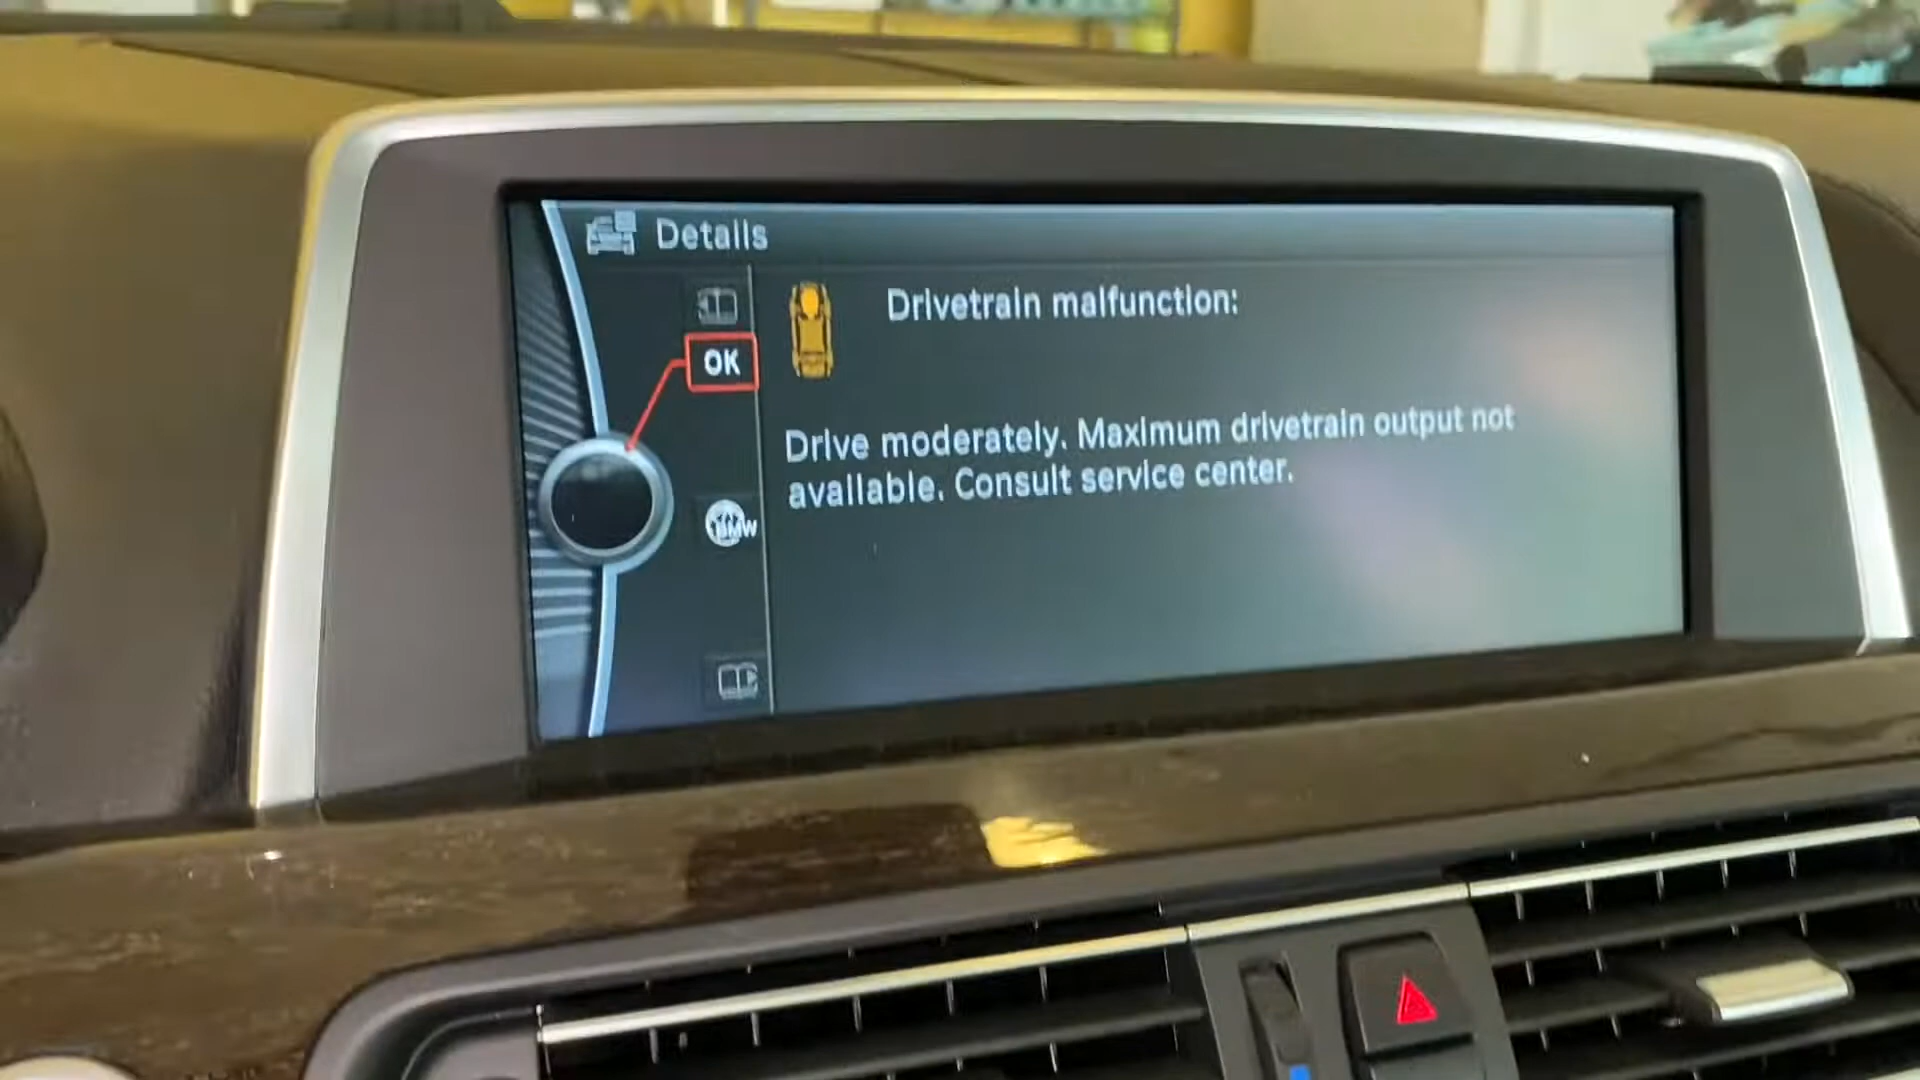 Details
Drivetrain malfunction:
OK
Drive moderately. Maximum drivetrain output not
available. Consult service center.
BMW